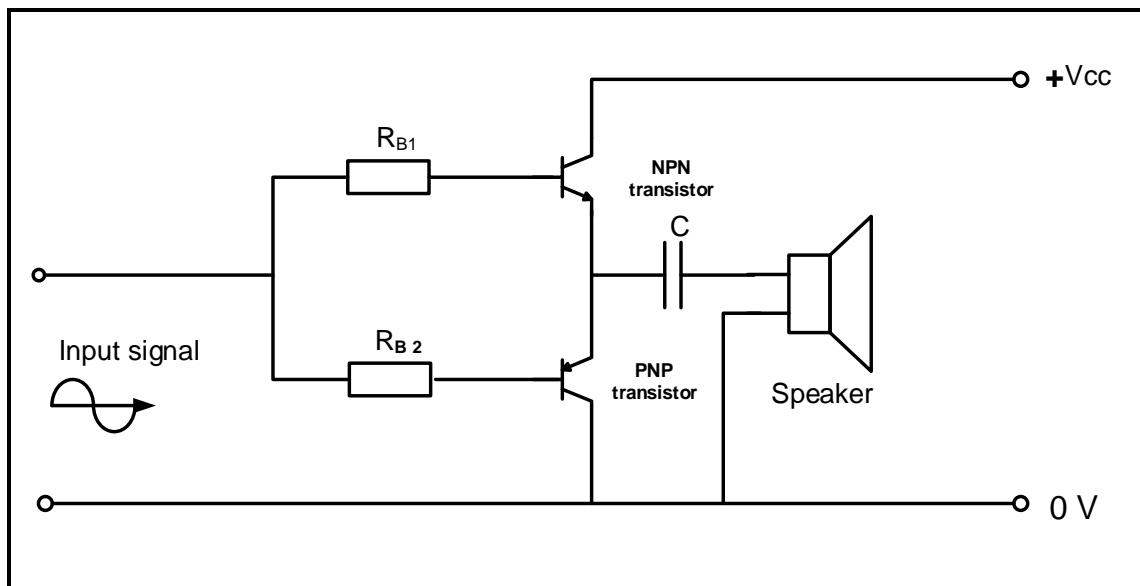 +Vcc
RB1
NPN
transistor
C
Input signal
RB 2
PNP
transistor
Speaker
0 V